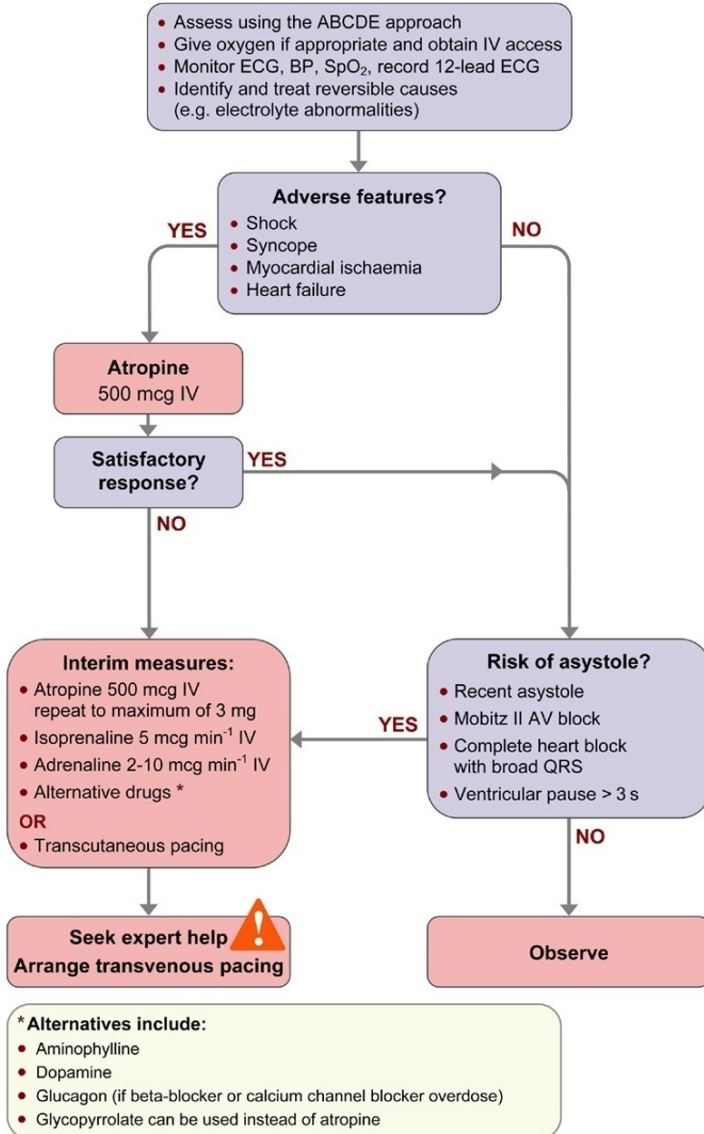 • Assess using the ABCDE approach
• Give oxygen if appropriate and obtain IV access
• Monitor ECG, BP, SpO₂, record 12-lead ECG
• Identify and treat reversible causes
(e.g. electrolyte abnormalities)
Adverse features?
• Shock
• Syncope
• Myocardial ischaemia
• Heart failure
YES
NO
Atropine
500 mcg IV
Satisfactory
response?
YES
NO
Interim measures:
• Atropine 500 mcg IV
repeat to maximum of 3 mg
• Isoprenaline 5 mcg min⁻¹ IV
• Adrenaline 2-10 mcg min⁻¹ IV
• Alternative drugs *
OR
• Transcutaneous pacing
YES
Risk of asystole?
• Recent asystole
• Mobitz II AV block
• Complete heart block
with broad QRS
• Ventricular pause > 3 s
NO
Seek expert help
!
Arrange transvenous pacing
Observe
* Alternatives include:
• Aminophylline
• Dopamine
• Glucagon (if beta-blocker or calcium channel blocker overdose)
• Glycopyrrolate can be used instead of atropine